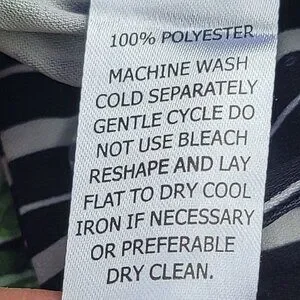 100% POLYESTER
MACHINE WASH
COLD SEPARATELY
GENTLE CYCLE DO
NOT USE BLEACH
RESHAPE AND LAY
FLAT TO DRY COOL
IRON IF NECESSARY
OR PREFERABLE
DRY CLEAN.